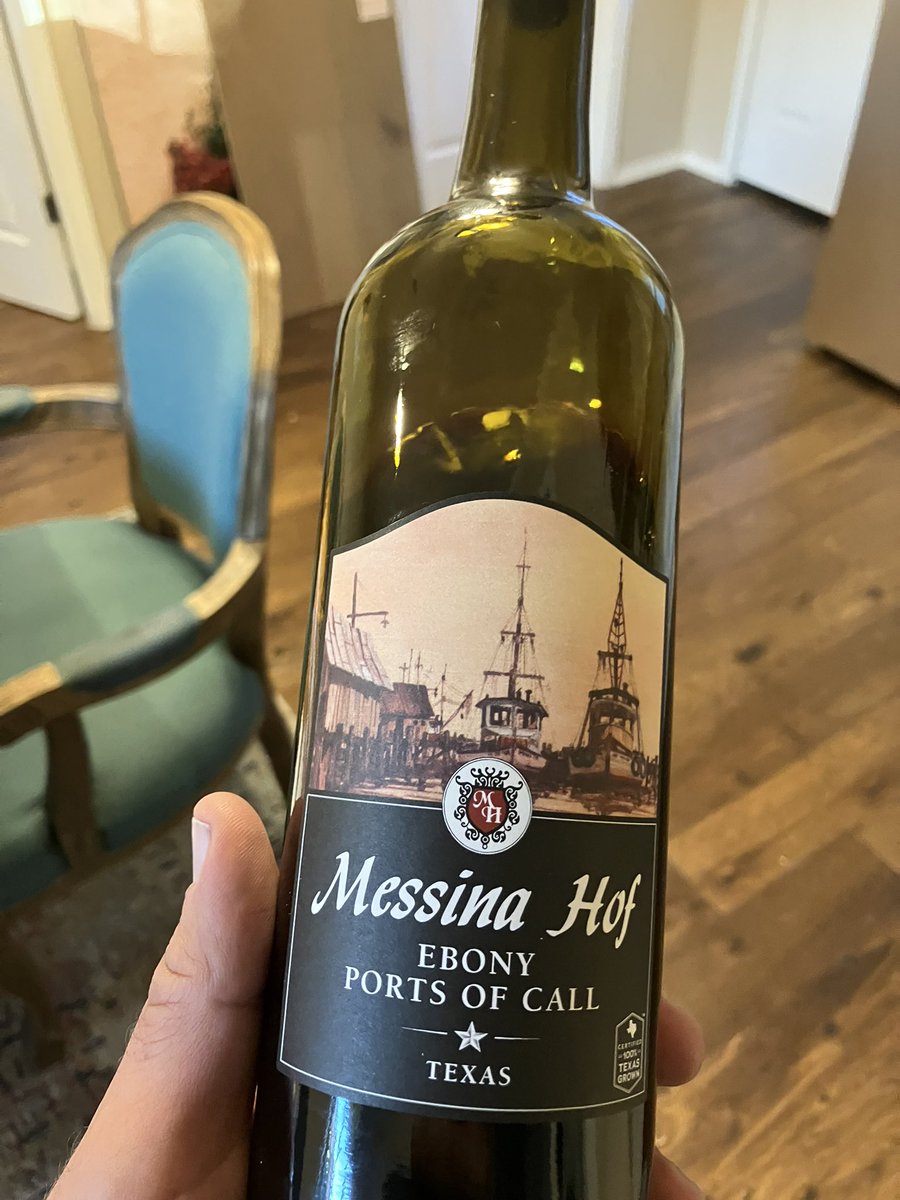 MH
Messina Hof
EBONY
PORTS OF CALL
TEXAS
CERTIFIED
100%
TEXAS
GROWN